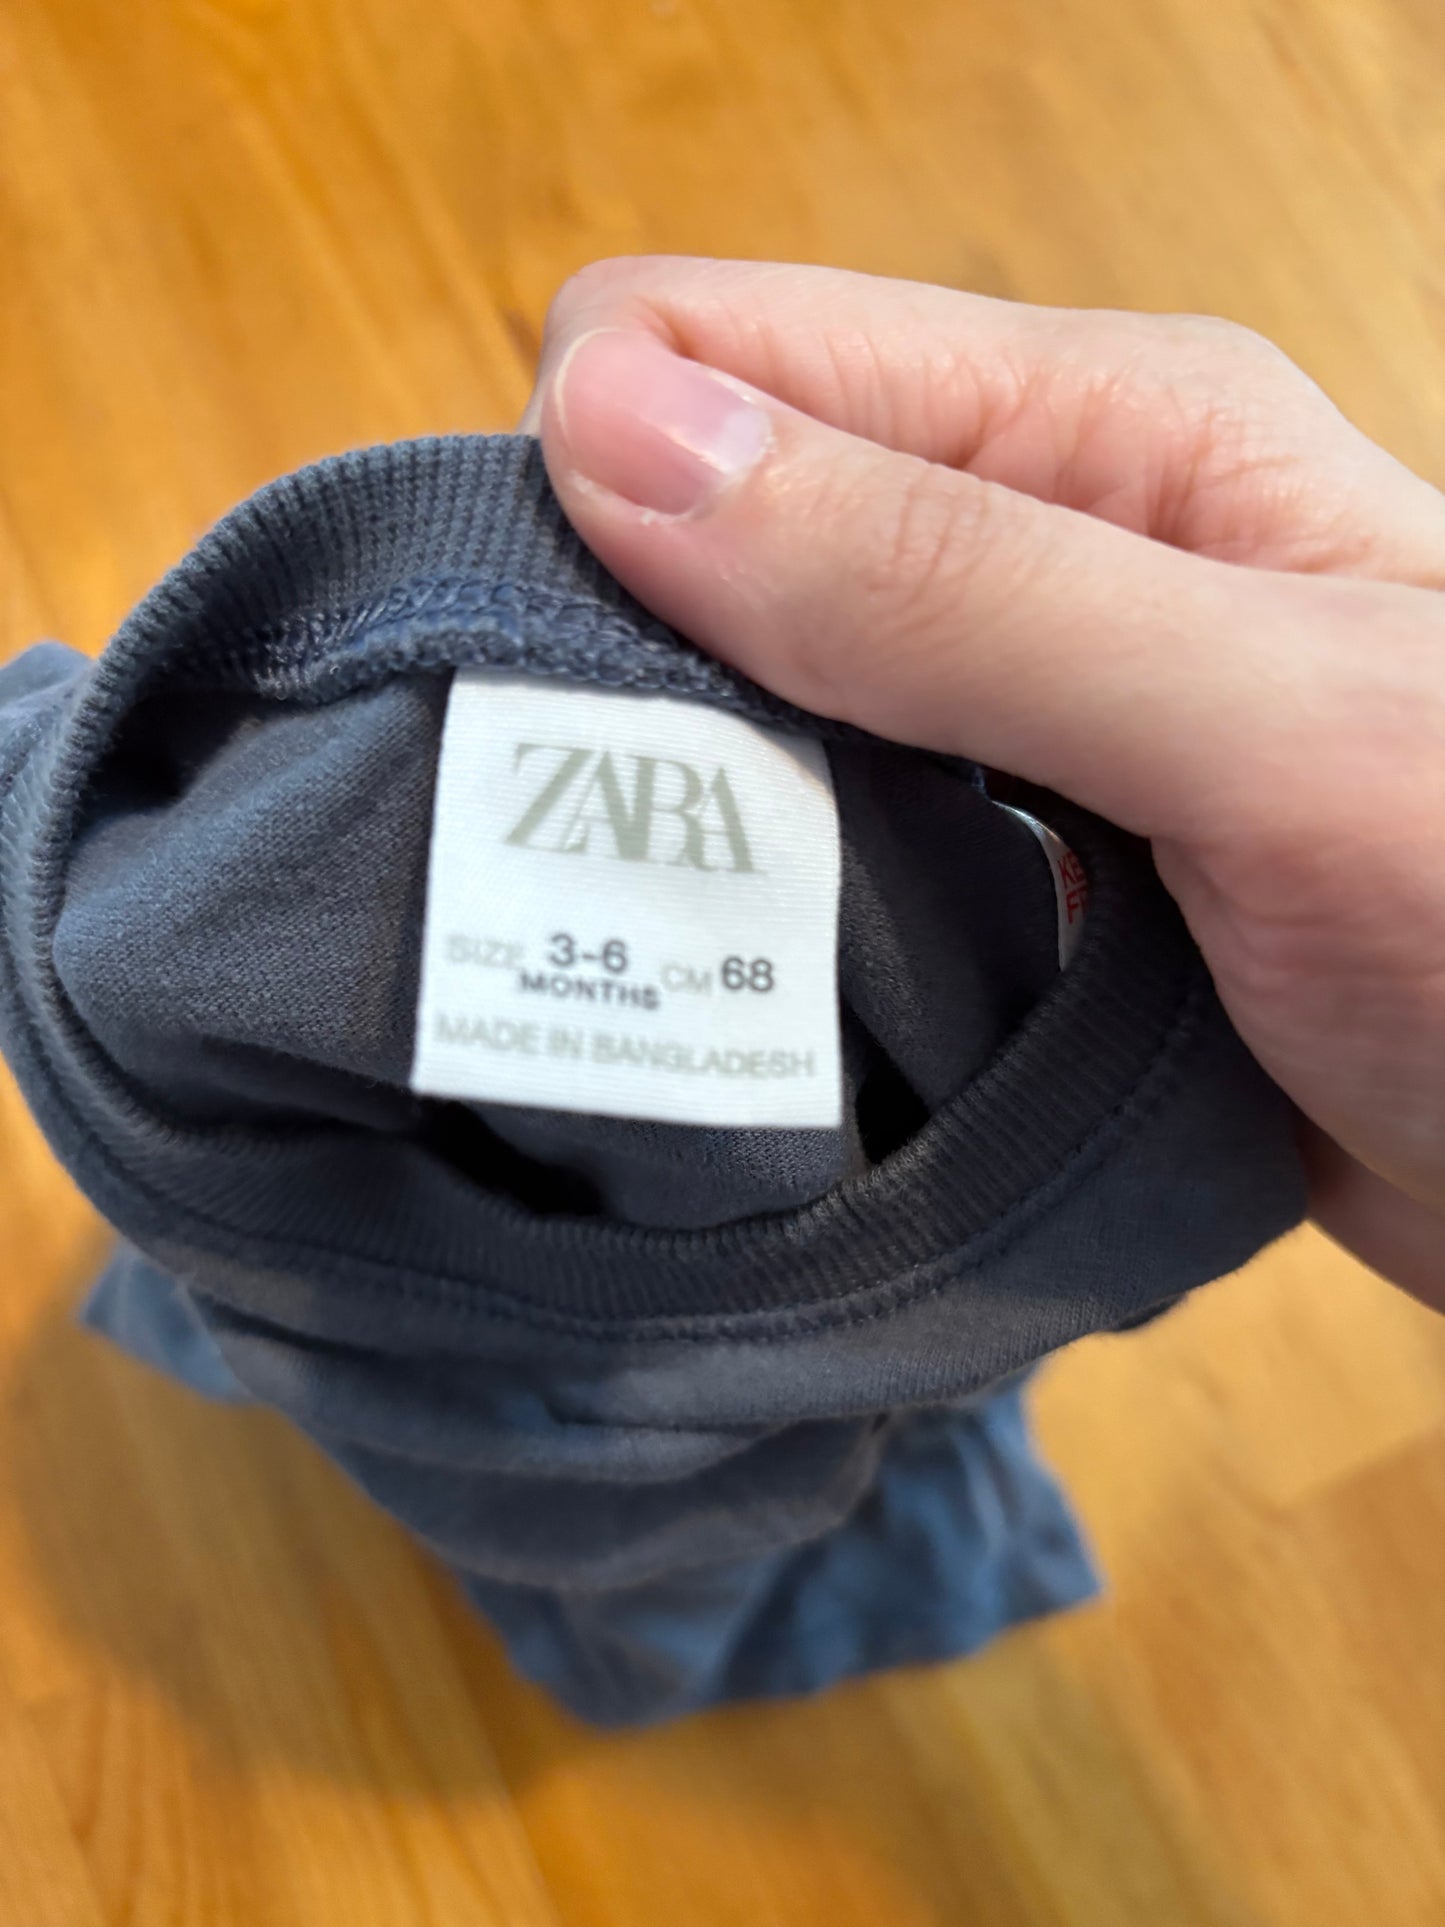 ZARA
SIZE 3-6 CM 68
MONTHS
MADE IN BANGLADESH